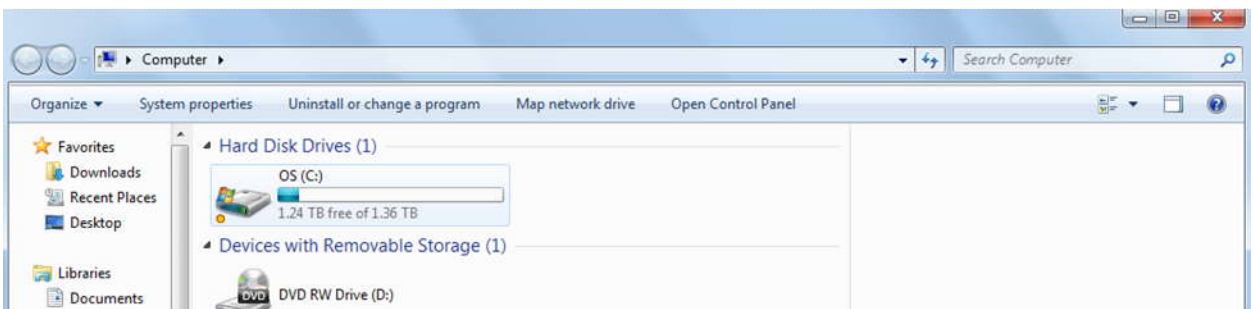 Computer
Search Computer
Organize System properties Uninstall or change a program Map network drive Open Control Panel
Favorites
Downloads
Recent Places
Desktop
Libraries
Documents
Hard Disk Drives (1)
OS (C:)
1.24 TB free of 1.36 TB
Devices with Removable Storage (1)
DVD
DVD RW Drive (D:)